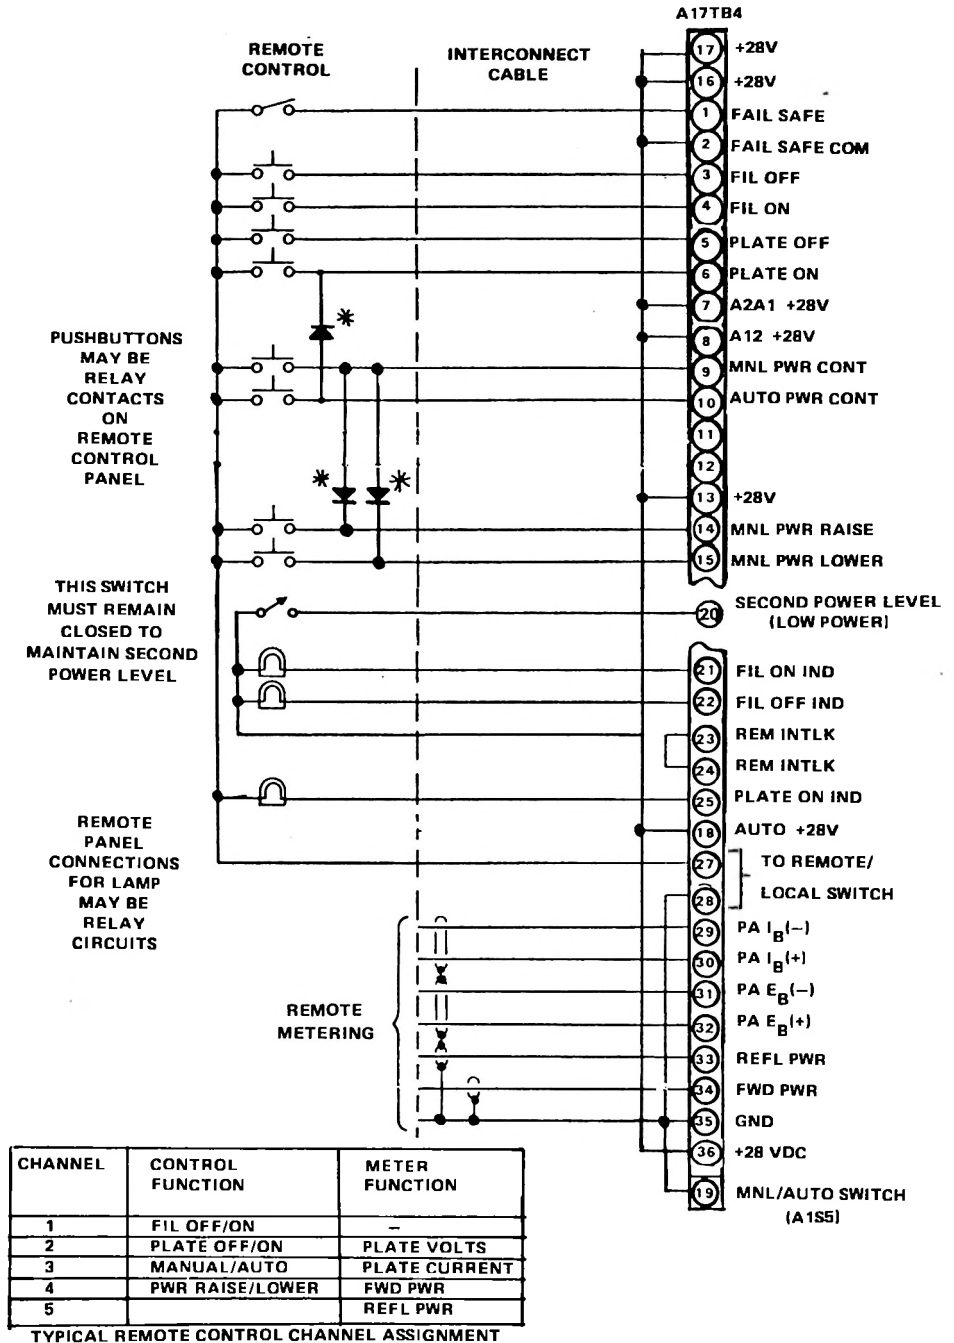 A17TB4
REMOTE
CONTROL
INTERCONNECT
CABLE
17 +28V
16 +28V
1 FAIL SAFE
2 FAIL SAFE COM
3 FIL OFF
4 FIL ON
5 PLATE OFF
6 PLATE ON
7 A2A1 +28V
*
8 A12 +28V
PUSHBUTTONS
MAY BE
RELAY
CONTACTS
ON
REMOTE
CONTROL
PANEL
9 MNL PWR CONT
10 AUTO PWR CONT
11
12
* *
13 +28V
14 MNL PWR RAISE
15 MNL PWR LOWER
THIS SWITCH
MUST REMAIN
CLOSED TO
MAINTAIN SECOND
POWER LEVEL
20 SECOND POWER LEVEL
(LOW POWER)
21 FIL ON IND
22 FIL OFF IND
23 REM INTLK
24 REM INTLK
25 PLATE ON IND
REMOTE
PANEL
CONNECTIONS
FOR LAMP
MAY BE
RELAY
CIRCUITS
18 AUTO +28V
27 TO REMOTE/
28 LOCAL SWITCH
29 PA IB(−)
30 PA IB(+)
31 PA EB(−)
32 PA EB(+)
REMOTE
METERING
33 REFL PWR
34 FWD PWR
35 GND
36 +28 VDC
19 MNL/AUTO SWITCH
(A1S5)
CHANNEL CONTROL FUNCTION METER FUNCTION
1 FIL OFF/ON −
2 PLATE OFF/ON PLATE VOLTS
3 MANUAL/AUTO PLATE CURRENT
4 PWR RAISE/LOWER FWD PWR
5 REFL PWR
TYPICAL REMOTE CONTROL CHANNEL ASSIGNMENT